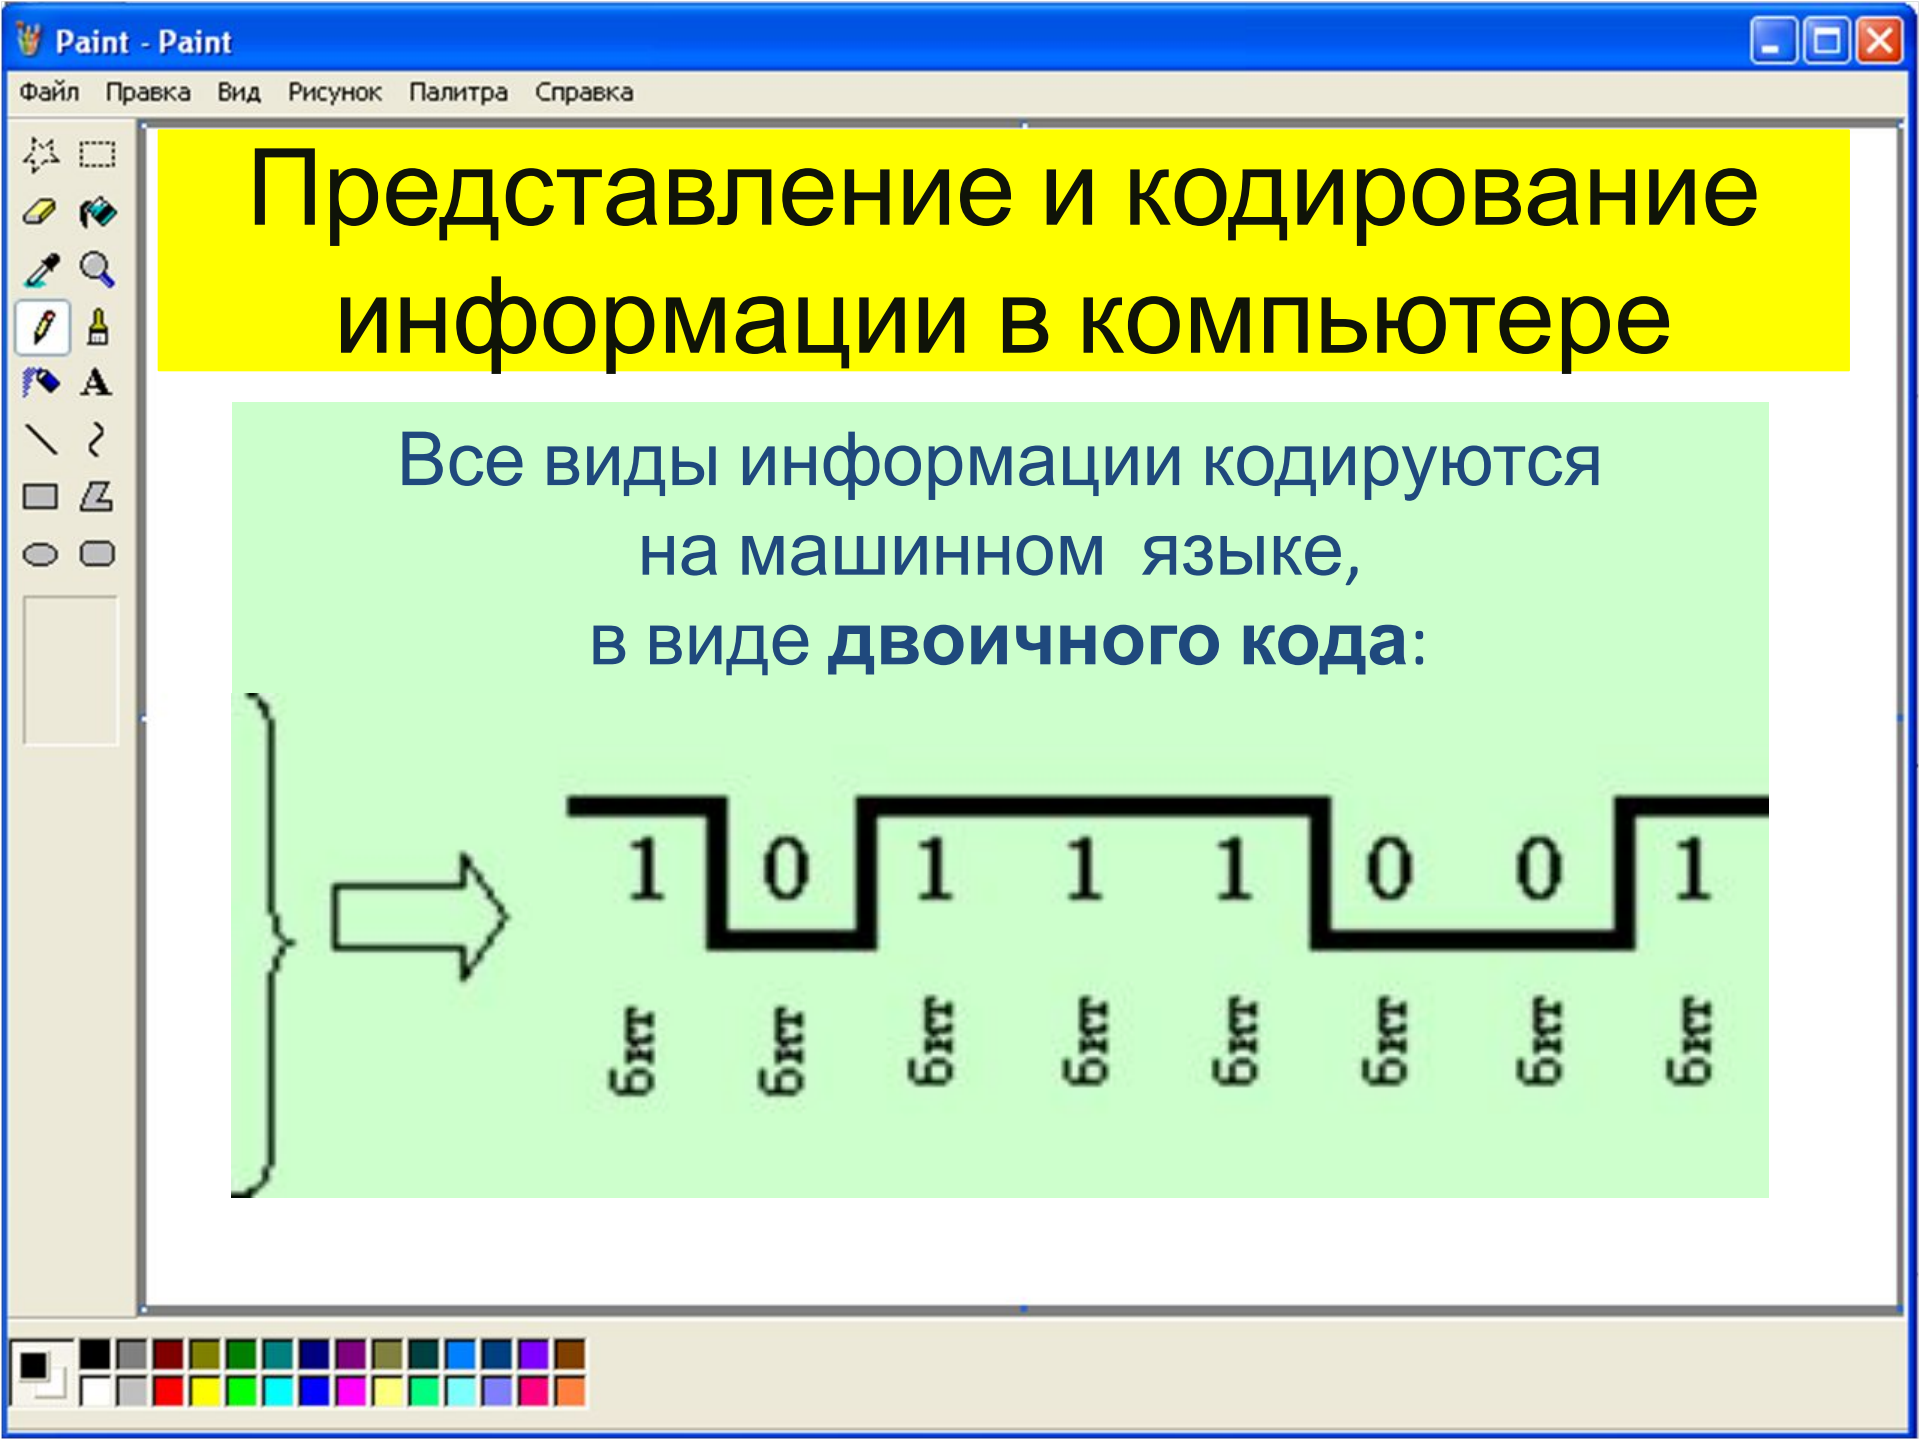 Paint - Paint
Файл Правка Вид Рисунок Палитра Справка
Представление и кодирование
информации в компьютере
Все виды информации кодируются
на машинном языке,
в виде двоичного кода:
1 0 1 1 1 0 0 1
бит бит бит бит бит бит бит бит
A